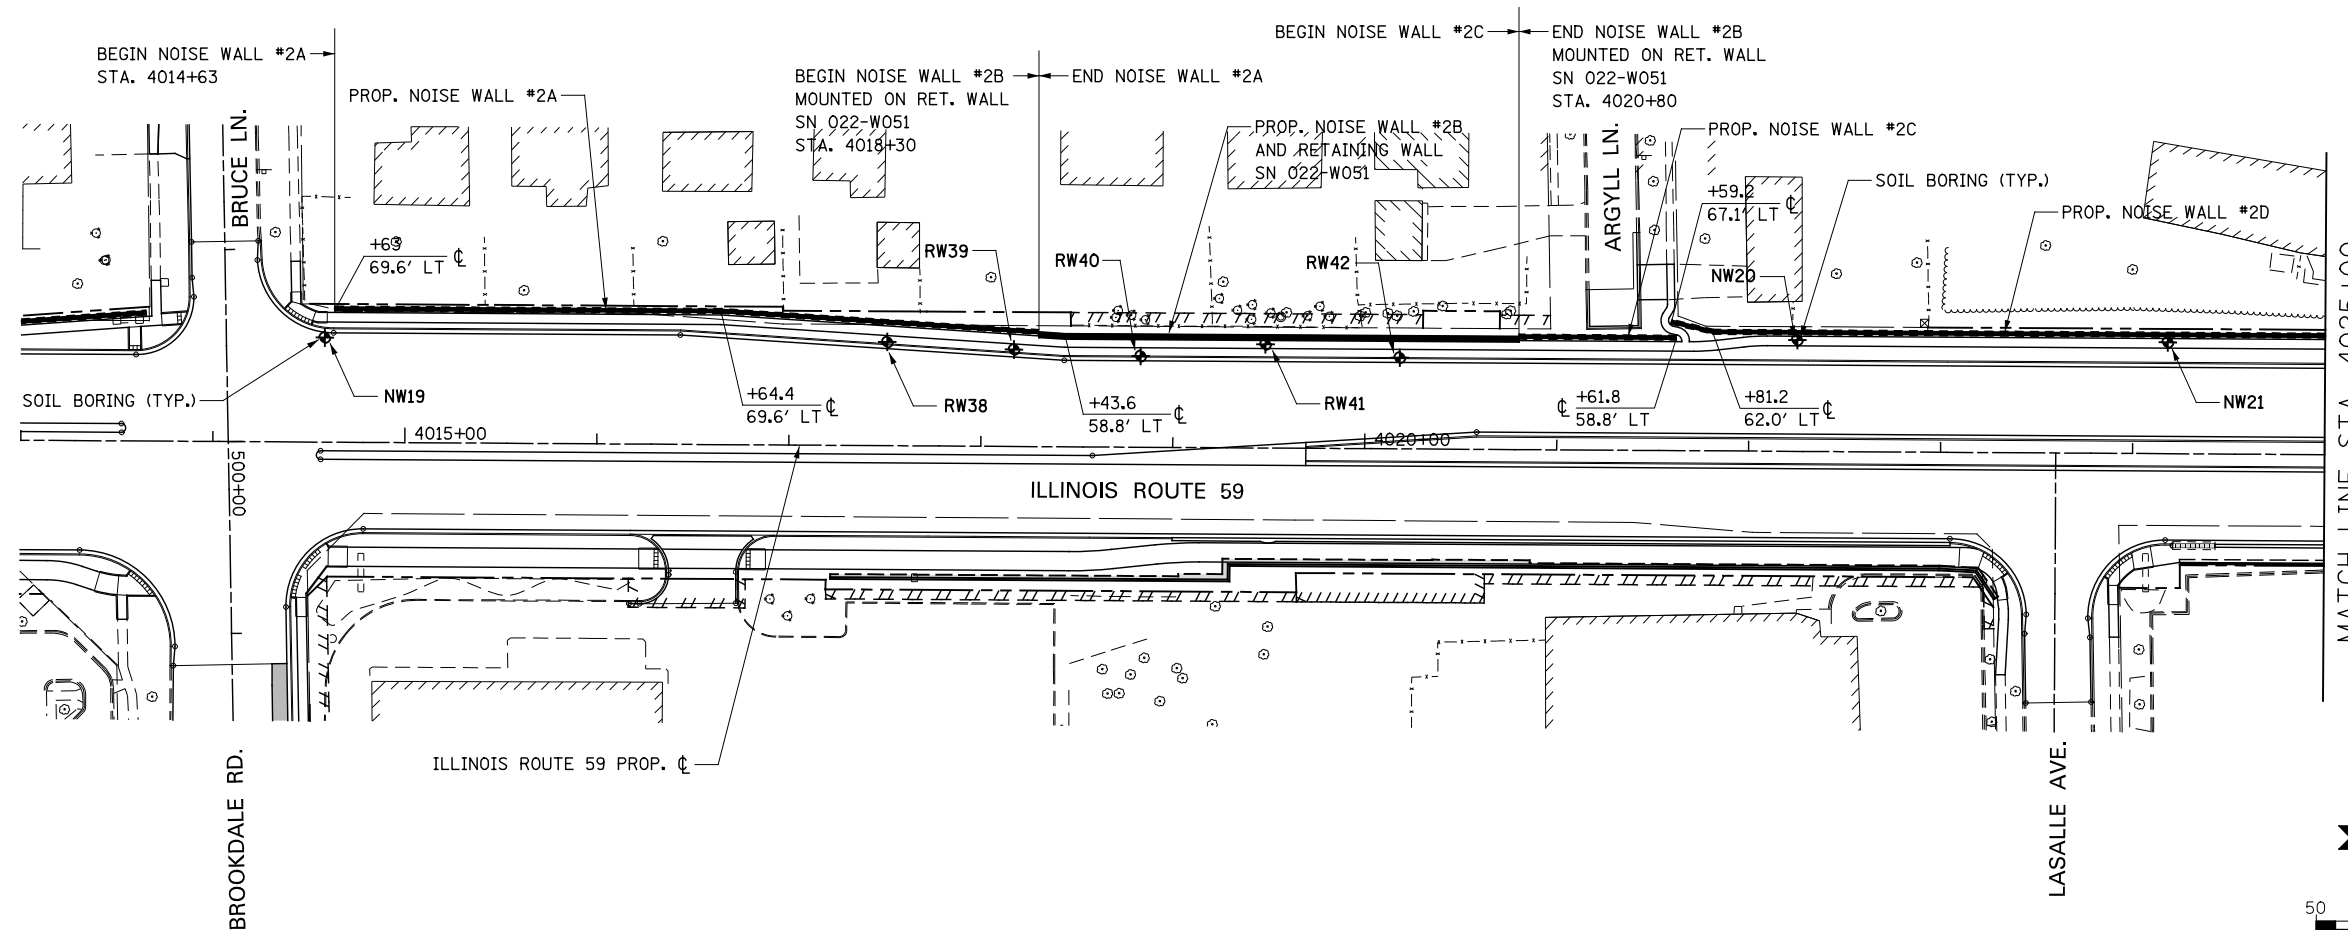 BEGIN NOISE WALL #2A
STA. 4014+63
PROP. NOISE WALL #2A
BEGIN NOISE WALL #2B
MOUNTED ON RET. WALL
SN 022-W051
STA. 4018+30
END NOISE WALL #2A
BEGIN NOISE WALL #2C
END NOISE WALL #2B
MOUNTED ON RET. WALL
SN 022-W051
STA. 4020+80
PROP. NOISE WALL #2B
AND RETAINING WALL
SN 022-W051
PROP. NOISE WALL #2C
SOIL BORING (TYP.)
PROP. NOISE WALL #2D
BRUCE LN.
ARGYLL LN.
+63
69.6' LT ℄
RW39
RW40
RW42
+59.2
67.1' LT ℄
NW20
SOIL BORING (TYP.)
NW19
+64.4
69.6' LT ℄
RW38
+43.6
58.8' LT ℄
RW41
+61.8
℄ 58.8' LT
+81.2
62.0' LT ℄
NW21
4015+00
4020+00
500+00
ILLINOIS ROUTE 59
ILLINOIS ROUTE 59 PROP. ℄
BROOKDALE RD.
LASALLE AVE.
MATCH LINE STA. 4025+00
50